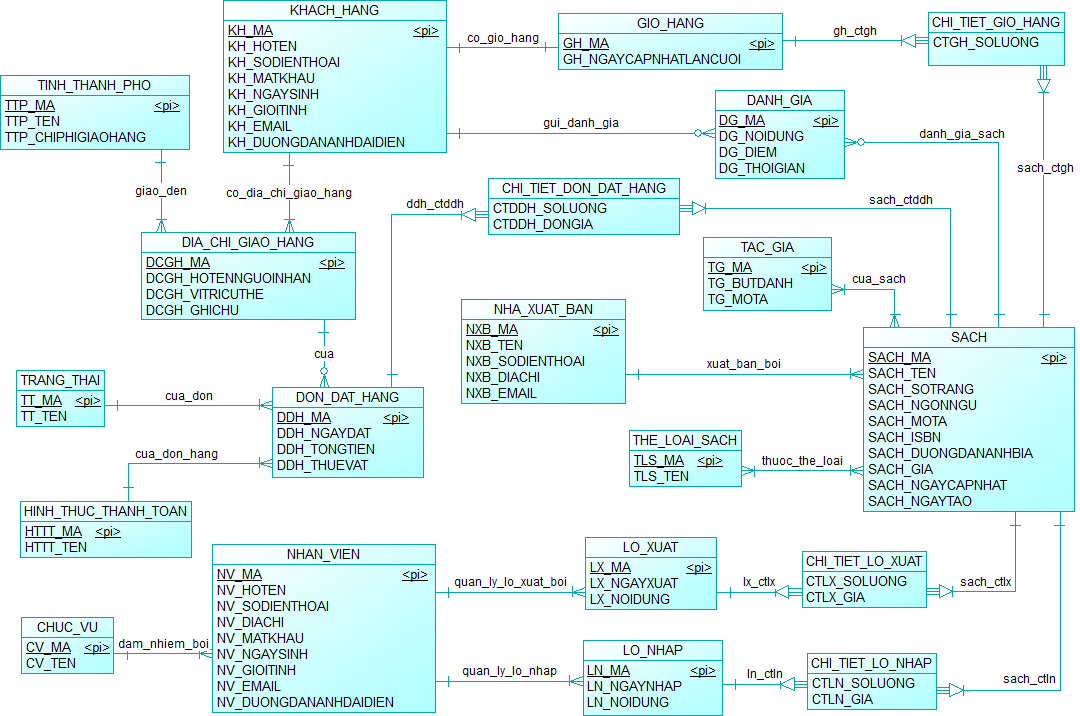 KHACH_HANG
KH_MA <pi>
KH_HOTEN
KH_SODIENTHOAI
KH_MATKHAU
KH_NGAYSINH
KH_GIOITINH
KH_EMAIL
KH_DUONGDANANHDAIDIEN
co_gio_hang
GIO_HANG
GH_MA <pi>
GH_NGAYCAPNHATLANCUOI
gh_ctgh
CHI_TIET_GIO_HANG
CTGH_SOLUONG
TINH_THANH_PHO
TTP_MA <pi>
TTP_TEN
TTP_CHIPHIGIAOHANG
gui_danh_gia
DANH_GIA
DG_MA <pi>
DG_NOIDUNG
DG_DIEM
DG_THOIGIAN
danh_gia_sach
sach_ctgh
giao_den
co_dia_chi_giao_hang
ddh_ctddh
CHI_TIET_DON_DAT_HANG
CTDDH_SOLUONG
CTDDH_DONGIA
sach_ctddh
DIA_CHI_GIAO_HANG
DCGH_MA <pi>
DCGH_HOTENNGUOINHAN
DCGH_VITRICUTHE
DCGH_GHICHU
TAC_GIA
TG_MA <pi>
TG_BUTDANH
TG_MOTA
cua_sach
NHA_XUAT_BAN
NXB_MA <pi>
NXB_TEN
NXB_SODIENTHOAI
NXB_DIACHI
NXB_EMAIL
xuat_ban_boi
SACH
SACH_MA <pi>
SACH_TEN
SACH_SOTRANG
SACH_NGONNGU
SACH_MOTA
SACH_ISBN
SACH_DUONGDANANHBIA
SACH_GIA
SACH_NGAYCAPNHAT
SACH_NGAYTAO
cua
TRANG_THAI
TT_MA <pi>
TT_TEN
cua_don
DON_DAT_HANG
DDH_MA <pi>
DDH_NGAYDAT
DDH_TONGTIEN
DDH_THUEVAT
THE_LOAI_SACH
TLS_MA <pi>
TLS_TEN
thuoc_the_loai
cua_don_hang
HINH_THUC_THANH_TOAN
HTTT_MA <pi>
HTTT_TEN
NHAN_VIEN
NV_MA <pi>
NV_HOTEN
NV_SODIENTHOAI
NV_DIACHI
NV_MATKHAU
NV_NGAYSINH
NV_GIOITINH
NV_EMAIL
NV_DUONGDANANHDAIDIEN
quan_ly_lo_xuat_boi
LO_XUAT
LX_MA <pi>
LX_NGAYXUAT
LX_NOIDUNG
lx_ctlx
CHI_TIET_LO_XUAT
CTLX_SOLUONG
CTLX_GIA
sach_ctlx
CHUC_VU
CV_MA <pi>
CV_TEN
dam_nhiem_boi
quan_ly_lo_nhap
LO_NHAP
LN_MA <pi>
LN_NGAYNHAP
LN_NOIDUNG
ln_ctln
CHI_TIET_LO_NHAP
CTLN_SOLUONG
CTLN_GIA
sach_ctln